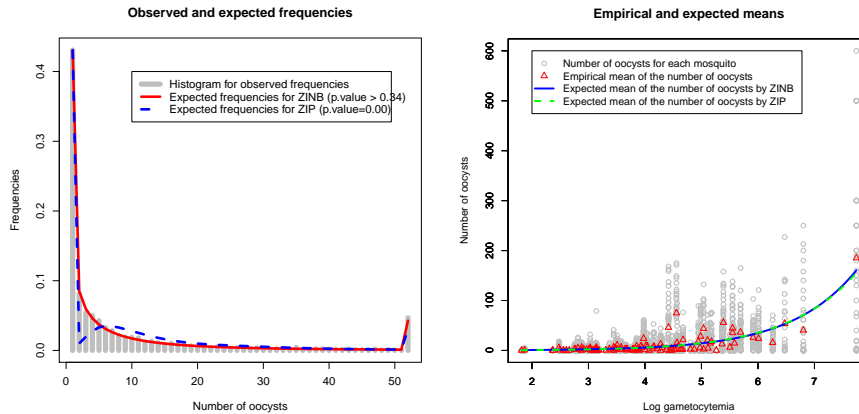 Observed and expected frequencies
Histogram for observed frequencies
Expected frequencies for ZINB (p.value > 0.34)
Expected frequencies for ZIP (p.value=0.00)
Frequencies
0.4
0.3
0.2
0.1
0.0
0 10 20 30 40 50
Number of oocysts
Empirical and expected means
Number of oocysts for each mosquito
Empirical mean of the number of oocysts
Expected mean of the number of oocysts by ZINB
Expected mean of the number of oocysts by ZIP
Number of oocysts
600
500
400
300
200
100
0
2 3 4 5 6 7
Log gametocytemia